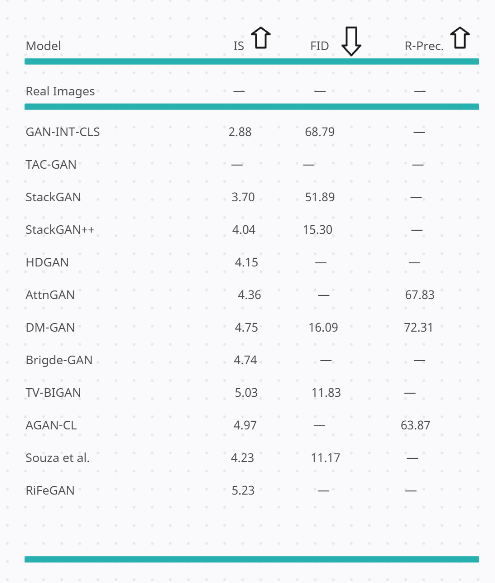 Model IS FID R-Prec.
Real Images — — —
GAN-INT-CLS 2.88 68.79 —
TAC-GAN — — —
StackGAN 3.70 51.89 —
StackGAN++ 4.04 15.30 —
HDGAN 4.15 — —
AttnGAN 4.36 — 67.83
DM-GAN 4.75 16.09 72.31
Brigde-GAN 4.74 — —
TV-BIGAN 5.03 11.83 —
AGAN-CL 4.97 — 63.87
Souza et al. 4.23 11.17 —
RiFeGAN 5.23 — —